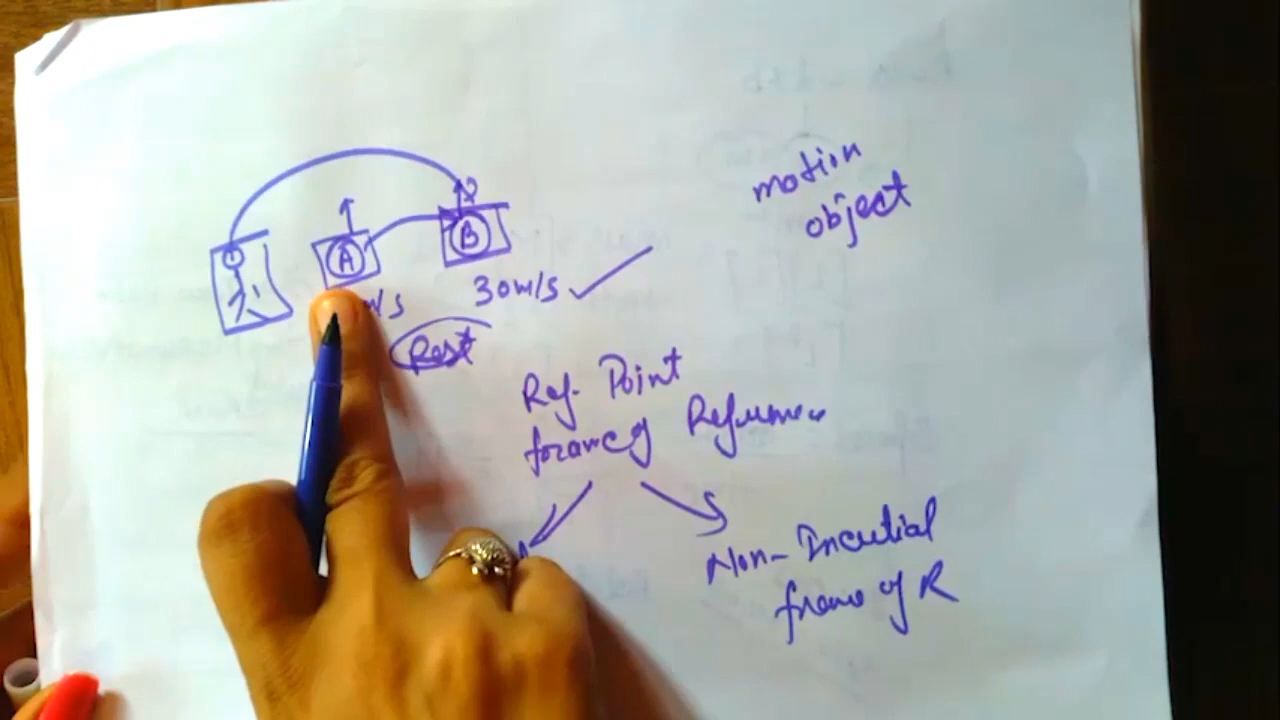 motion
object
A
B
m/s
30m/s
Rest
Ref. Point
frame of Reference
Non-Inertial
frame of R